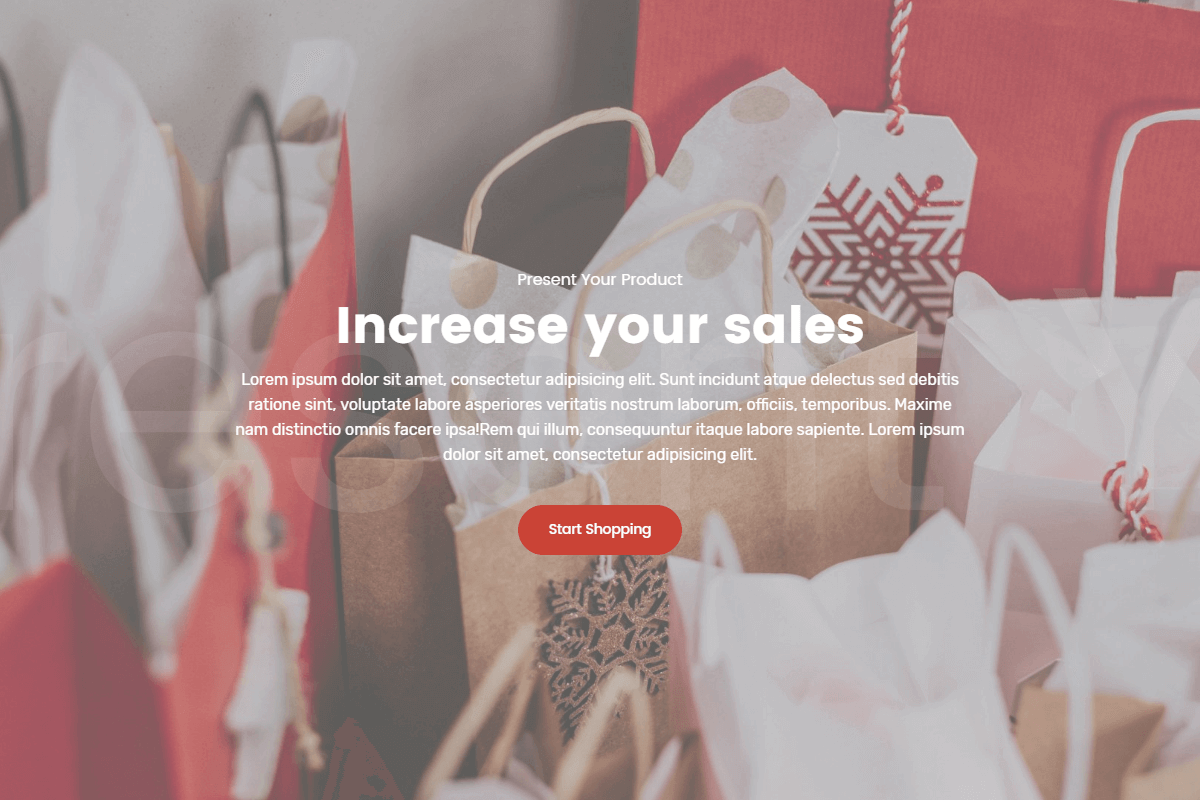 Present Your Product
Increase your sales
Lorem ipsum dolor sit amet, consectetur adipisicing elit. Sunt incidunt atque delectus sed debitis
ratione sint, voluptate labore asperiores veritatis nostrum laborum, officiis, temporibus. Maxime
nam distinctio omnis facere ipsa!Rem qui illum, consequuntur itaque labore sapiente. Lorem ipsum
dolor sit amet, consectetur adipisicing elit.
Start Shopping